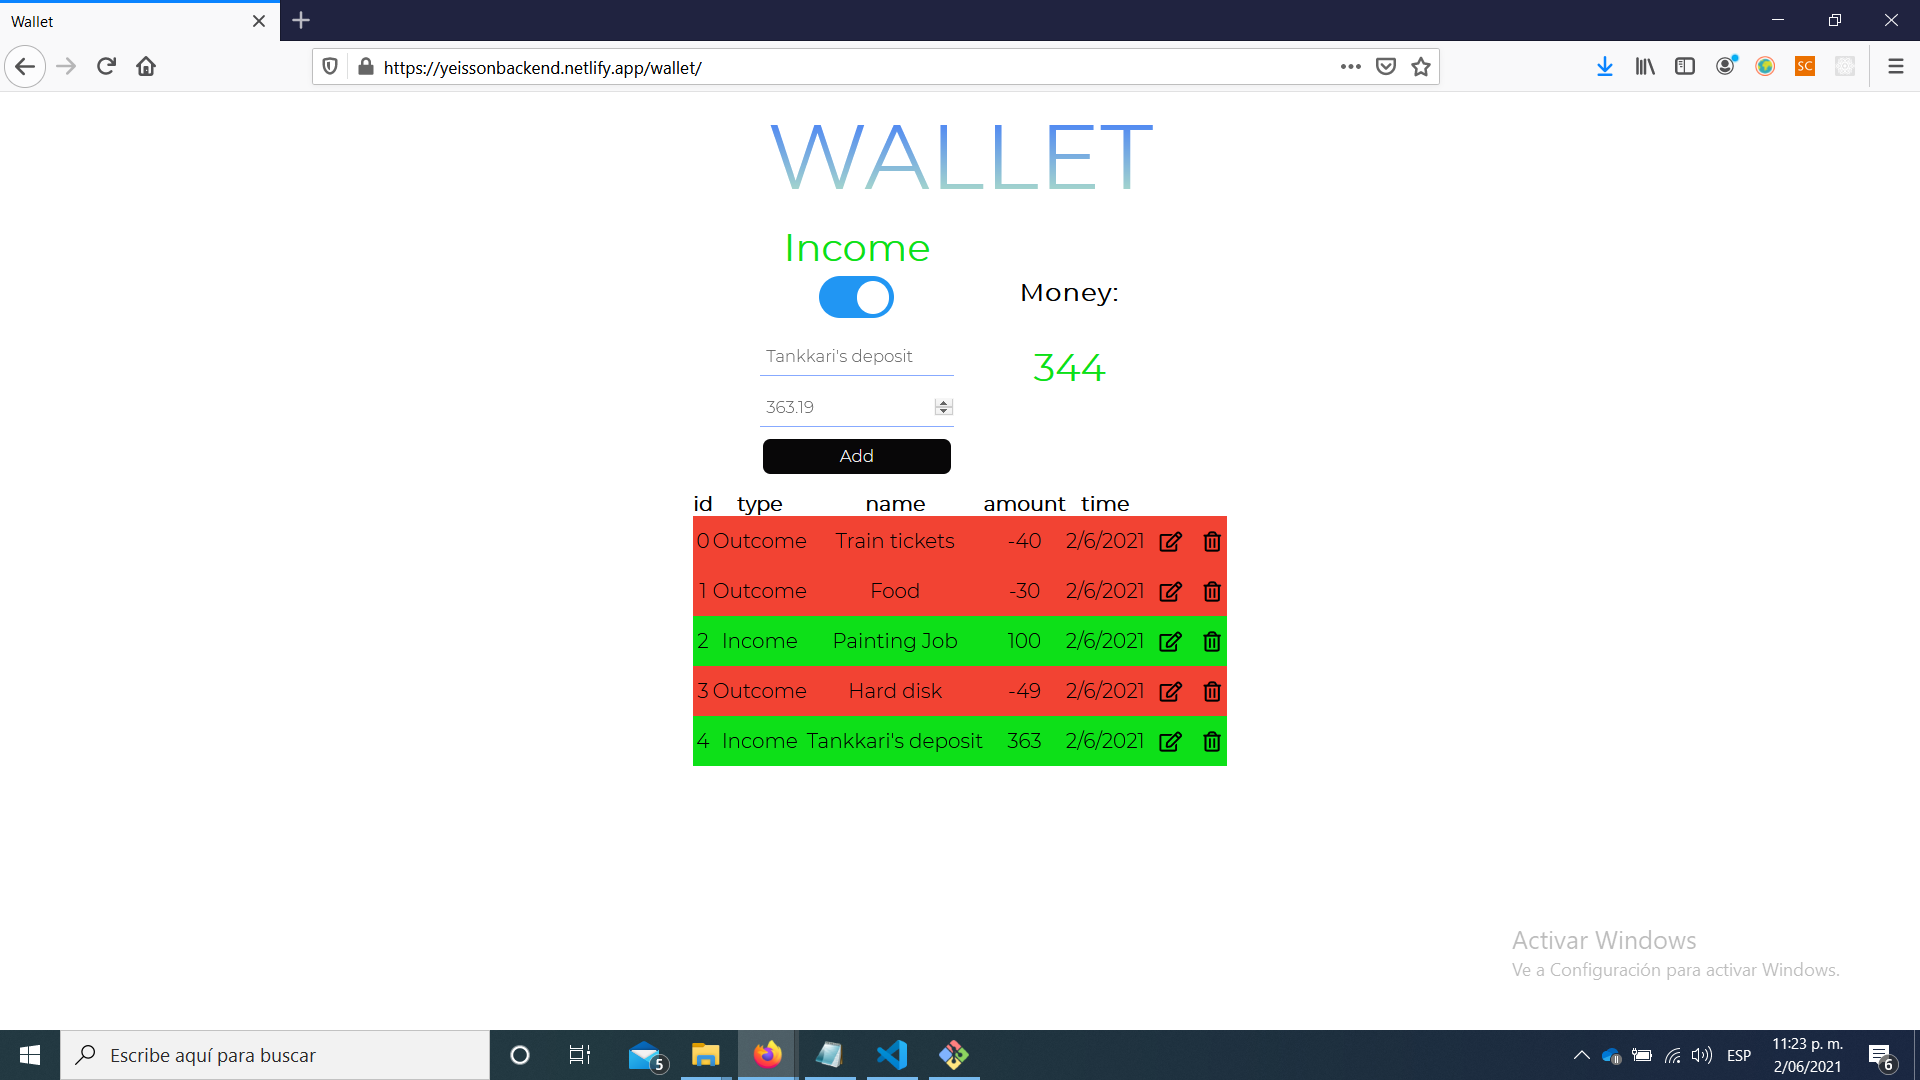 Wallet
https://yeissonbackend.netlify.app/wallet/
SC
WALLET
Income
Money:
Tankkari's deposit
344
363.19
Add
id type name amount time
0 Outcome Train tickets -40 2/6/2021
1 Outcome Food -30 2/6/2021
2 Income Painting Job 100 2/6/2021
3 Outcome Hard disk -49 2/6/2021
4 Income Tankkari's deposit 363 2/6/2021
Activar Windows
Ve a Configuración para activar Windows.
Escribe aquí para buscar
5
ESP
11:23 p. m.
2/06/2021
6